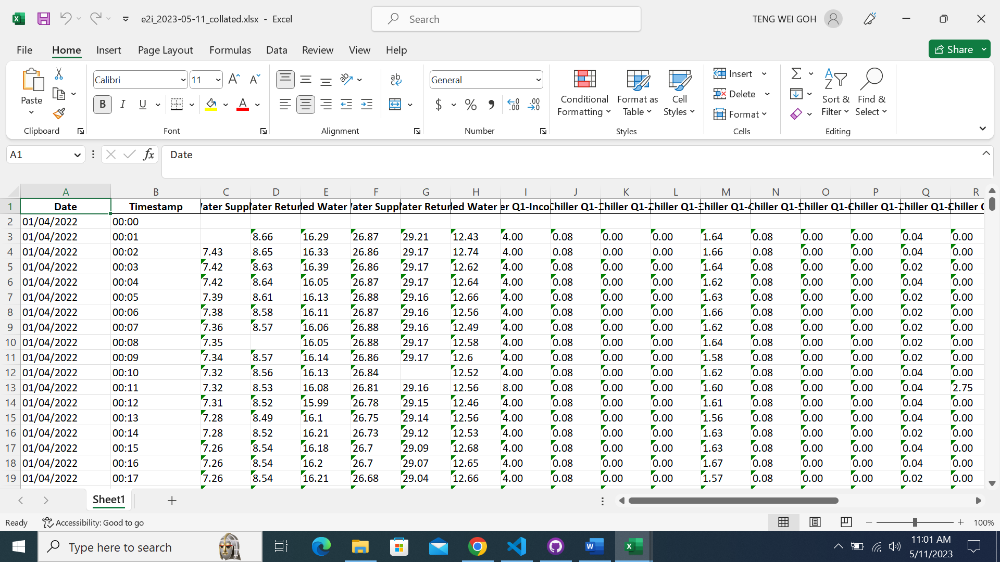 e2i_2023-05-11_collated.xlsx - Excel
Search
TENG WEI GOH
File Home Insert Page Layout Formulas Data Review View Help
Share
Paste
Clipboard
Calibri 11
B I U
Font
Alignment
General
Number
Conditional Formatting
Format as Table
Cell Styles
Styles
Insert
Delete
Format
Cells
Sort & Filter
Find & Select
Editing
A1 fx Date
A B C D E F G H I J K L M N O P Q R
1 Date Timestamp Suppl Retur ed Water Suppl Retur ed Water er Q1-Inco Chiller Q1-1 Chiller Q1-2 Chiller Q1-3 Chiller Q1-4 Chiller Q1-5 Chiller Q1-6 Chiller Q1-7 Chiller Q1-8 Chiller
2 01/04/2022 00:00
3 01/04/2022 00:01 8.66 16.29 26.87 29.21 12.43 4.00 0.08 0.00 0.00 1.64 0.08 0.00 0.00 0.04 0.00
4 01/04/2022 00:02 7.43 8.65 16.33 26.86 29.17 12.74 4.00 0.08 0.00 0.00 1.66 0.08 0.00 0.00 0.04 0.00
5 01/04/2022 00:03 7.42 8.63 16.39 26.86 29.17 12.62 4.00 0.08 0.00 0.00 1.64 0.08 0.00 0.00 0.02 0.00
6 01/04/2022 00:04 7.42 8.64 16.05 26.87 29.17 12.64 4.00 0.08 0.00 0.00 1.62 0.08 0.00 0.00 0.04 0.00
7 01/04/2022 00:05 7.39 8.61 16.13 26.88 29.16 12.66 4.00 0.08 0.00 0.00 1.63 0.08 0.00 0.00 0.02 0.00
8 01/04/2022 00:06 7.38 8.58 16.11 26.87 29.16 12.56 4.00 0.08 0.00 0.00 1.66 0.08 0.00 0.00 0.02 0.00
9 01/04/2022 00:07 7.36 8.57 16.06 26.88 29.16 12.49 4.00 0.08 0.00 0.00 1.62 0.08 0.00 0.00 0.02 0.00
10 01/04/2022 00:08 7.35 16.05 26.88 29.17 12.58 4.00 0.08 0.00 0.00 1.64 0.08 0.00 0.00 0.02 0.00
11 01/04/2022 00:09 7.34 8.57 16.14 26.86 29.17 12.6 4.00 0.08 0.00 0.00 1.58 0.08 0.00 0.00 0.02 0.00
12 01/04/2022 00:10 7.32 8.56 16.13 26.84 12.52 4.00 0.08 0.00 0.00 1.62 0.08 0.00 0.00 0.04 0.00
13 01/04/2022 00:11 7.32 8.53 16.08 26.81 29.16 12.56 8.00 0.08 0.00 0.00 1.60 0.08 0.00 0.00 0.04 2.75
14 01/04/2022 00:12 7.31 8.52 15.99 26.78 29.15 12.46 4.00 0.08 0.00 0.00 1.61 0.08 0.00 0.00 0.04 0.00
15 01/04/2022 00:13 7.28 8.49 16.1 26.75 29.14 12.56 4.00 0.08 0.00 0.00 1.56 0.08 0.00 0.00 0.04 0.00
16 01/04/2022 00:14 7.28 8.52 16.21 26.73 29.12 12.53 4.00 0.08 0.00 0.00 1.63 0.08 0.00 0.00 0.02 0.00
17 01/04/2022 00:15 7.26 8.54 16.18 26.7 29.09 12.68 4.00 0.08 0.00 0.00 1.63 0.08 0.00 0.00 0.04 0.00
18 01/04/2022 00:16 7.26 8.54 16.2 26.7 29.07 12.65 4.00 0.08 0.00 0.00 1.67 0.08 0.00 0.00 0.04 0.00
19 01/04/2022 00:17 7.26 8.54 16.21 26.68 29.04 12.66 4.00 0.08 0.00 0.00 1.57 0.08 0.00 0.00 0.02 0.00
Sheet1
Ready Accessibility: Good to go 100%
Type here to search
11:01 AM
5/11/2023